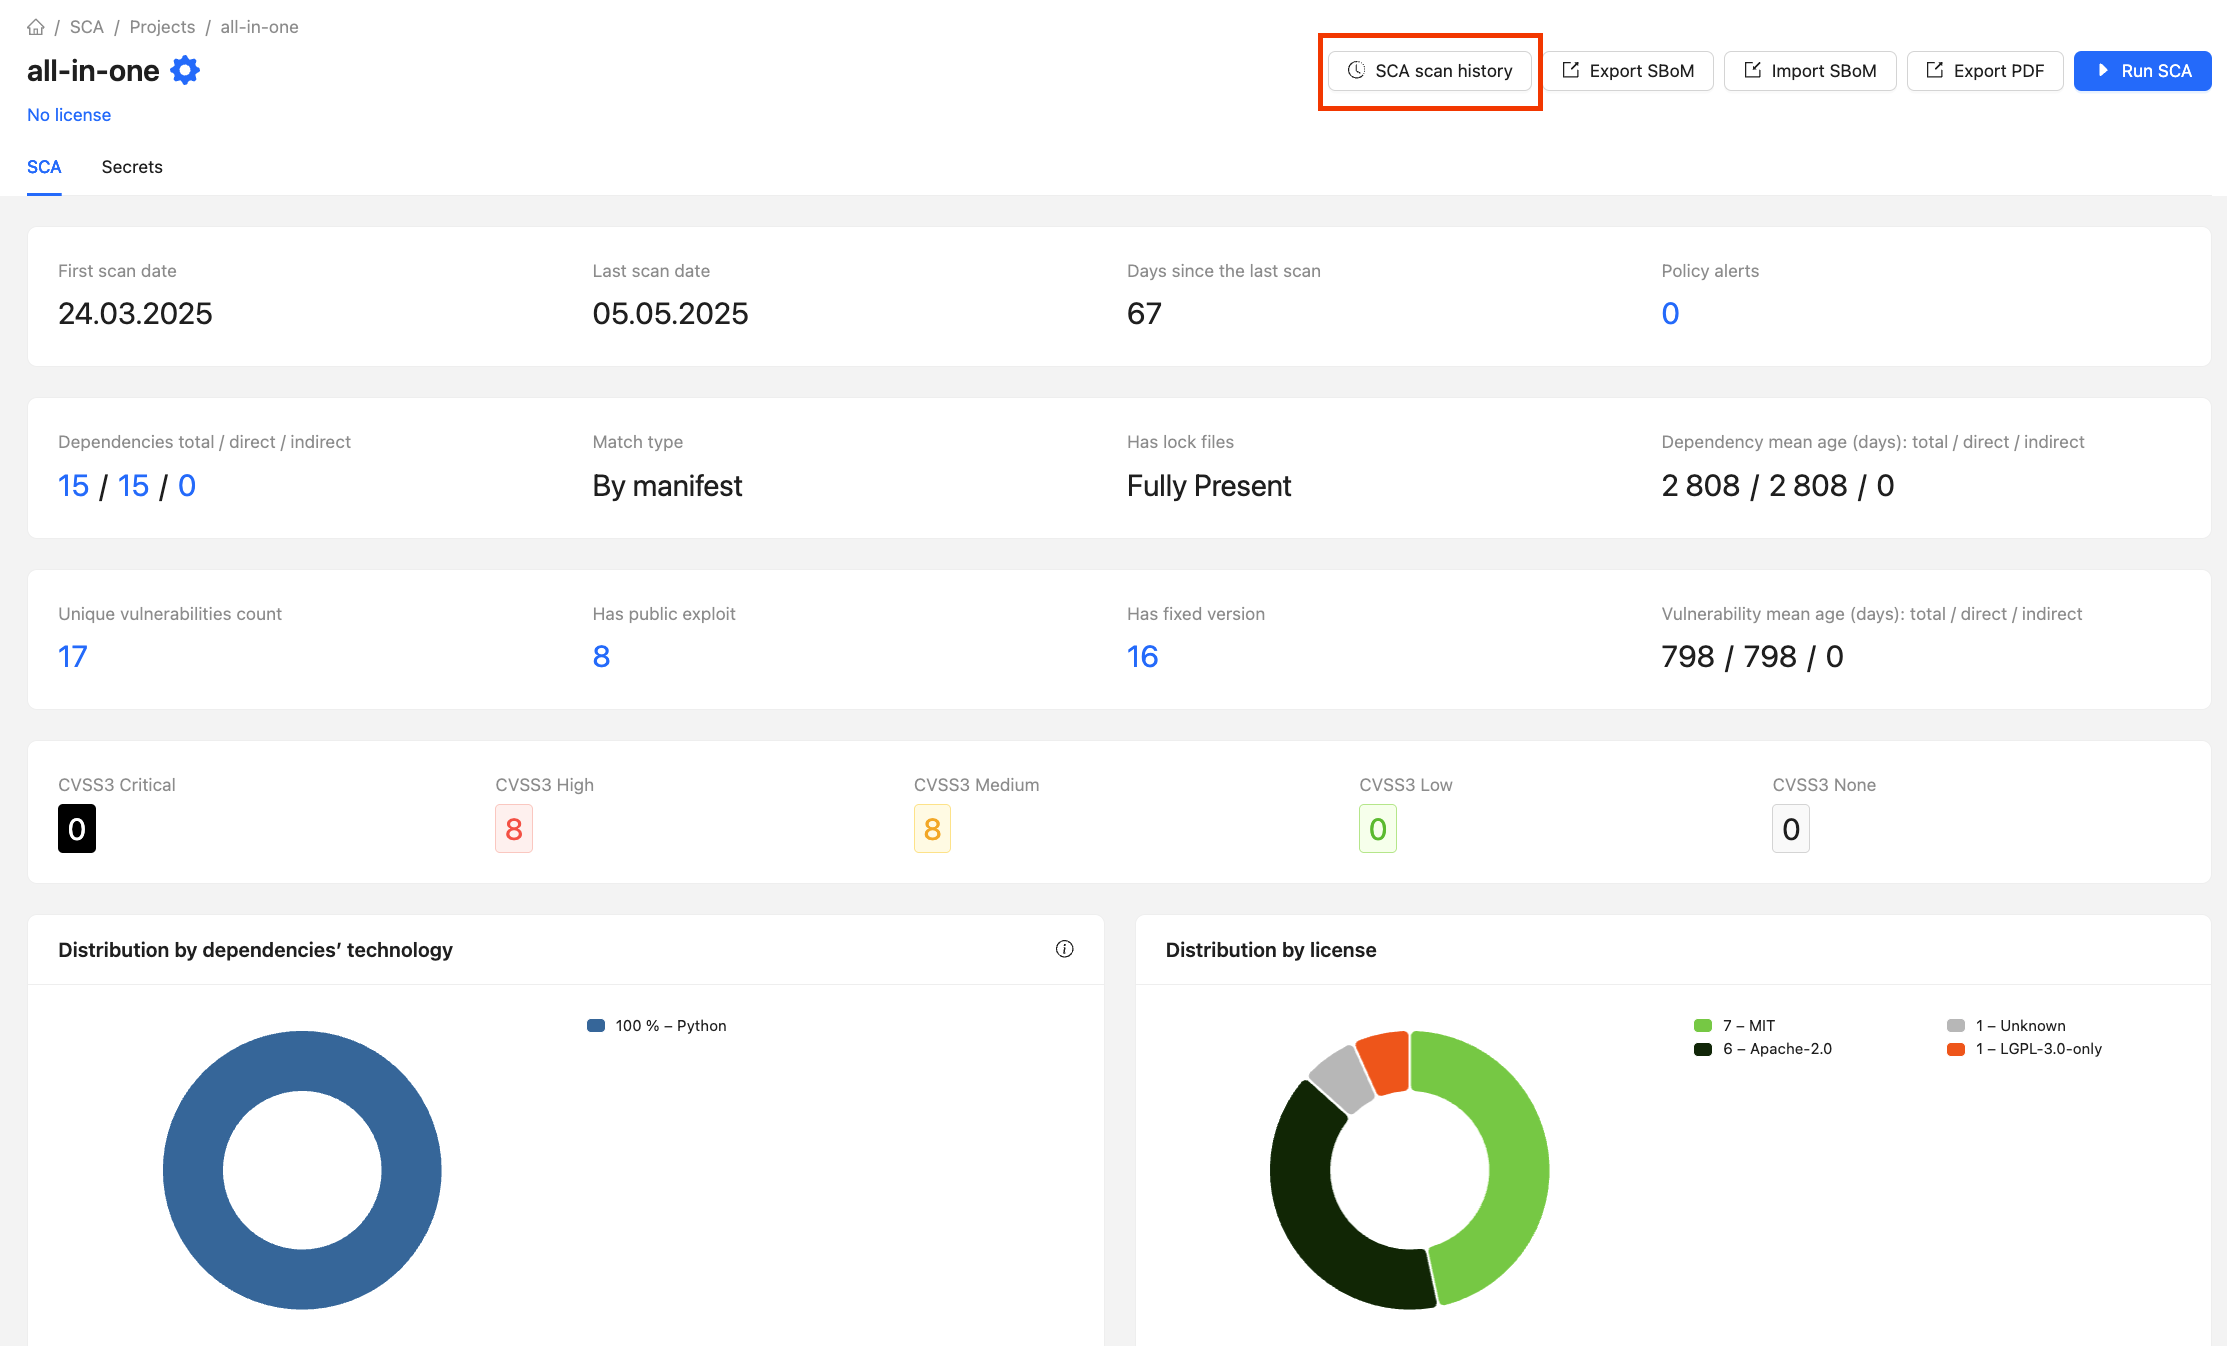 / SCA / Projects / all-in-one
all-in-one
SCA scan history
Export SBoM
Import SBoM
Export PDF
Run SCA
No license
SCA
Secrets
First scan date
24.03.2025
Last scan date
05.05.2025
Days since the last scan
67
Policy alerts
0
Dependencies total / direct / indirect
15 / 15 / 0
Match type
By manifest
Has lock files
Fully Present
Dependency mean age (days): total / direct / indirect
2 808 / 2 808 / 0
Unique vulnerabilities count
17
Has public exploit
8
Has fixed version
16
Vulnerability mean age (days): total / direct / indirect
798 / 798 / 0
CVSS3 Critical
0
CVSS3 High
8
CVSS3 Medium
8
CVSS3 Low
0
CVSS3 None
0
Distribution by dependencies’ technology
100 % – Python
Distribution by license
7 – MIT
6 – Apache-2.0
1 – Unknown
1 – LGPL-3.0-only